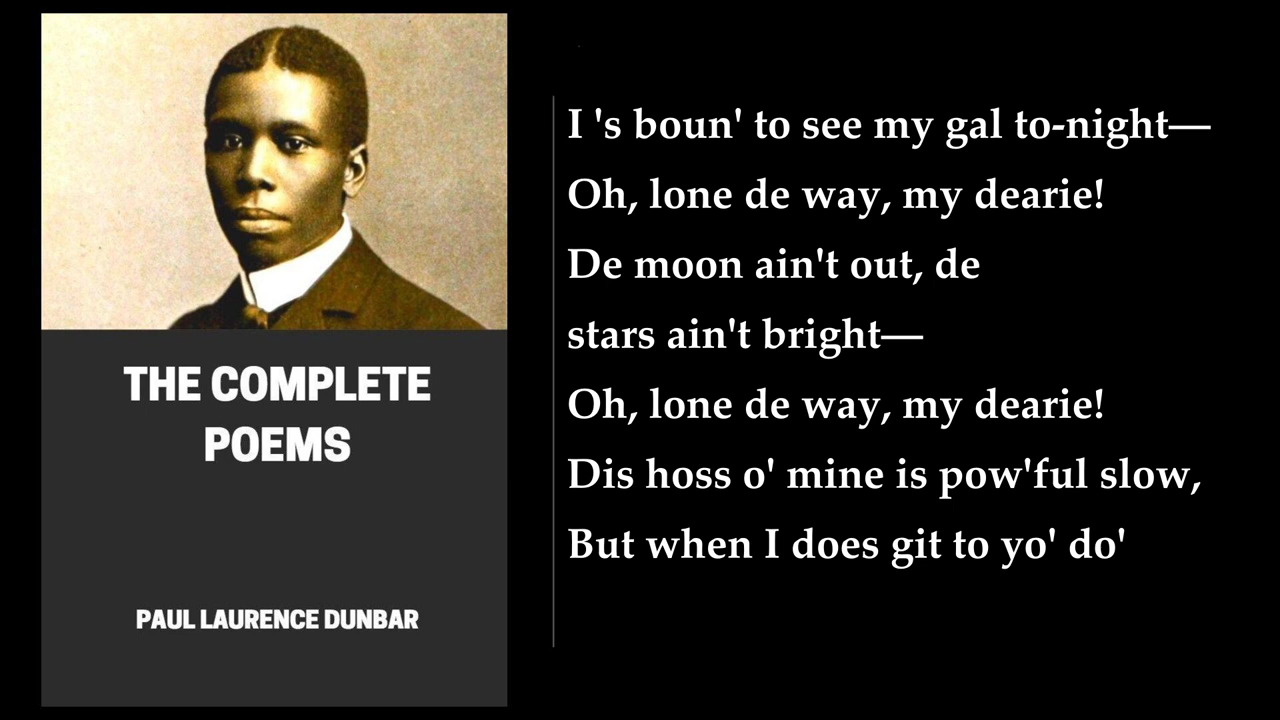 THE COMPLETE
POEMS
PAUL LAURENCE DUNBAR
I 's boun' to see my gal to-night—
Oh, lone de way, my dearie!
De moon ain't out, de
stars ain't bright—
Oh, lone de way, my dearie!
Dis hoss o' mine is pow'ful slow,
But when I does git to yo' do'